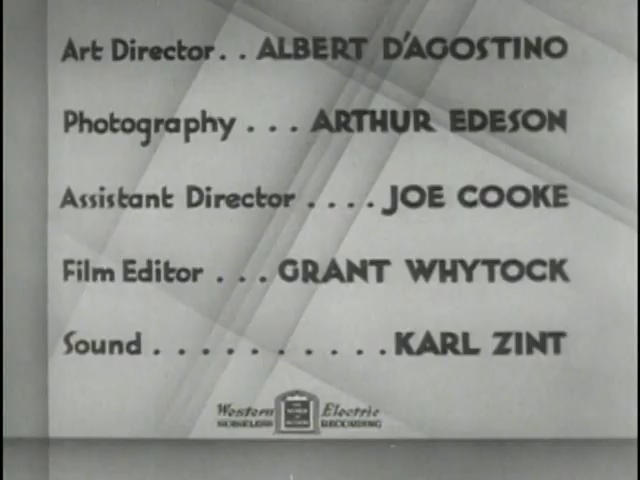 Art Director . . ALBERT D'AGOSTINO
Photography . . . ARTHUR EDESON
Assistant Director . . . . JOE COOKE
Film Editor . . . GRANT WHYTOCK
Sound . . . . . . . . . . . KARL ZINT
Western Electric
NOISELESS RECORDING